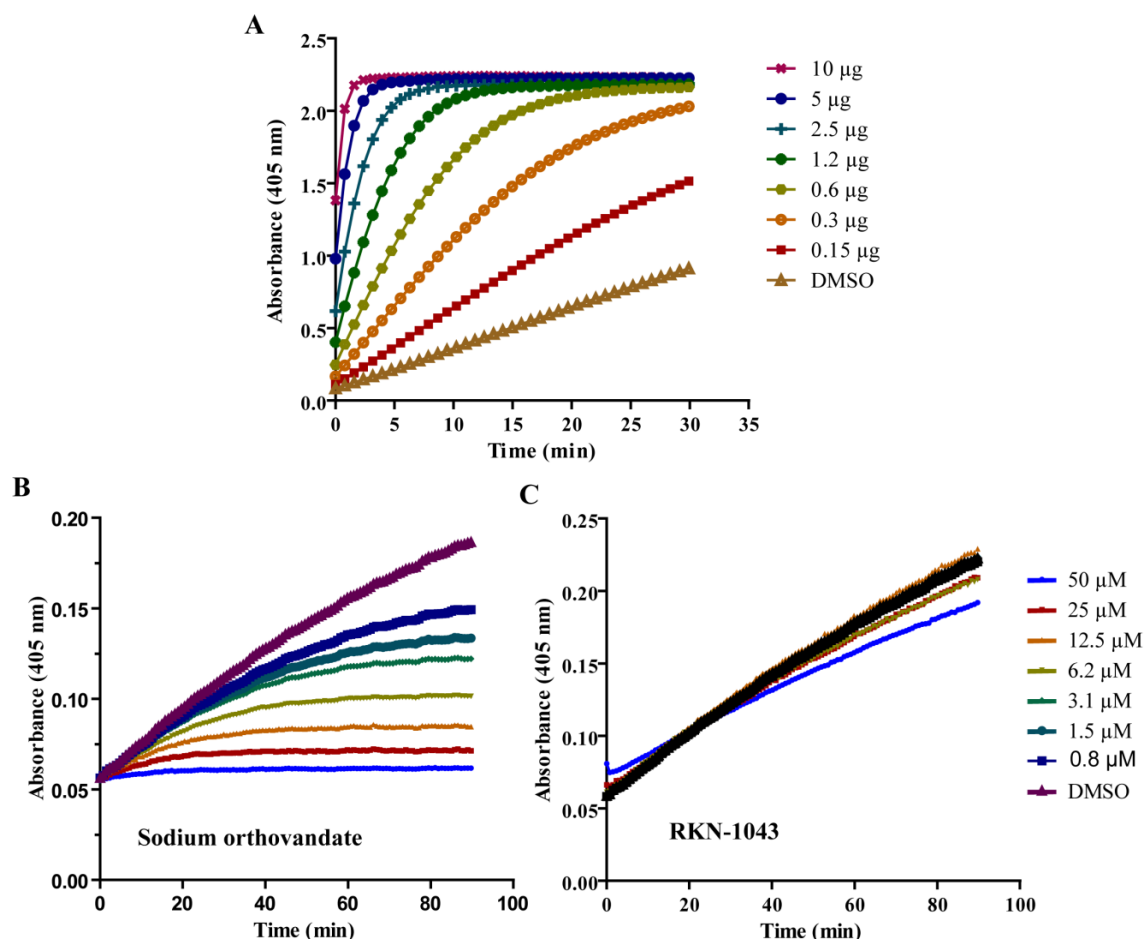 A
2.5
2.0
1.5
1.0
0.5
0.0
Absorbance (405 nm)
0 5 10 15 20 25 30 35
Time (min)
10 µg
5 µg
2.5 µg
1.2 µg
0.6 µg
0.3 µg
0.15 µg
DMSO
B
0.20
0.15
0.10
0.05
0.00
Absorbance (405 nm)
Sodium orthovandate
0 20 40 60 80 100
Time (min)
C
0.25
0.20
0.15
0.10
0.05
0.00
Absorbance (405 nm)
RKN-1043
0 20 40 60 80 100
Time (min)
50 µM
25 µM
12.5 µM
6.2 µM
3.1 µM
1.5 µM
0.8 µM
DMSO